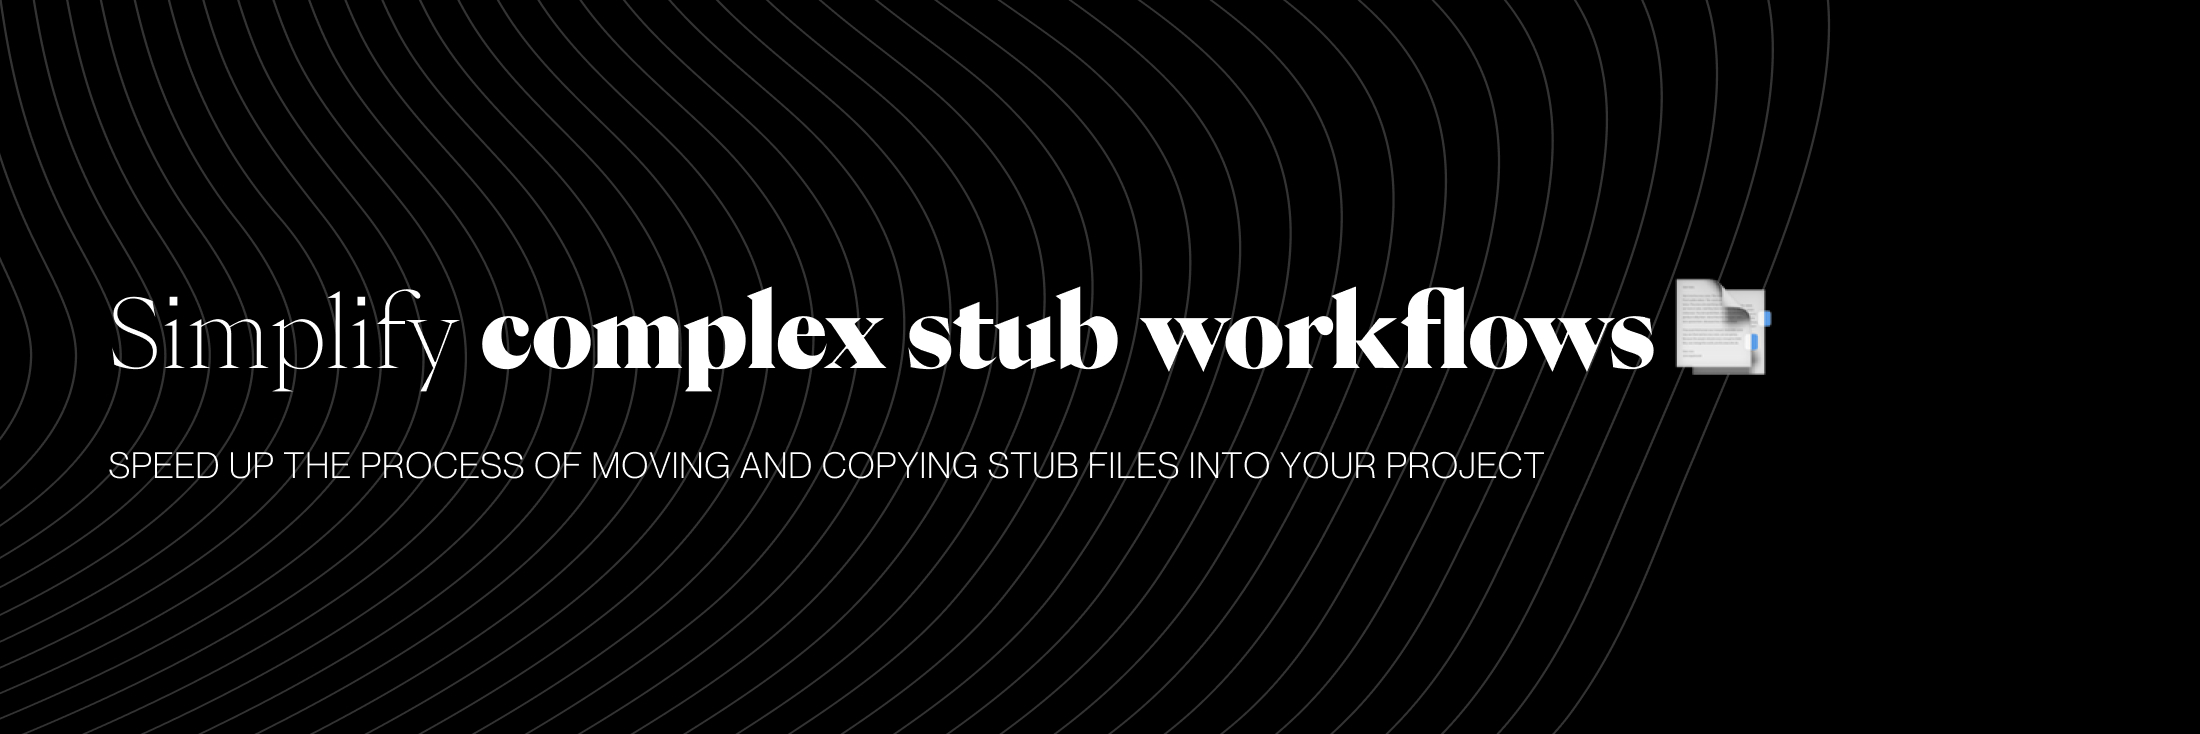 Simplify complex stub workflows
SPEED UP THE PROCESS OF MOVING AND COPYING STUB FILES INTO YOUR PROJECT